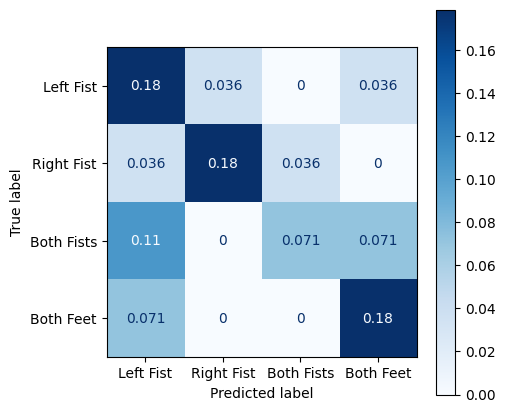 Left Fist 0.18 0.036 0 0.036
Right Fist 0.036 0.18 0.036 0
Both Fists 0.11 0 0.071 0.071
Both Feet 0.071 0 0 0.18
Left Fist Right Fist Both Fists Both Feet
Predicted label
True label
0.16
0.14
0.12
0.10
0.08
0.06
0.04
0.02
0.00